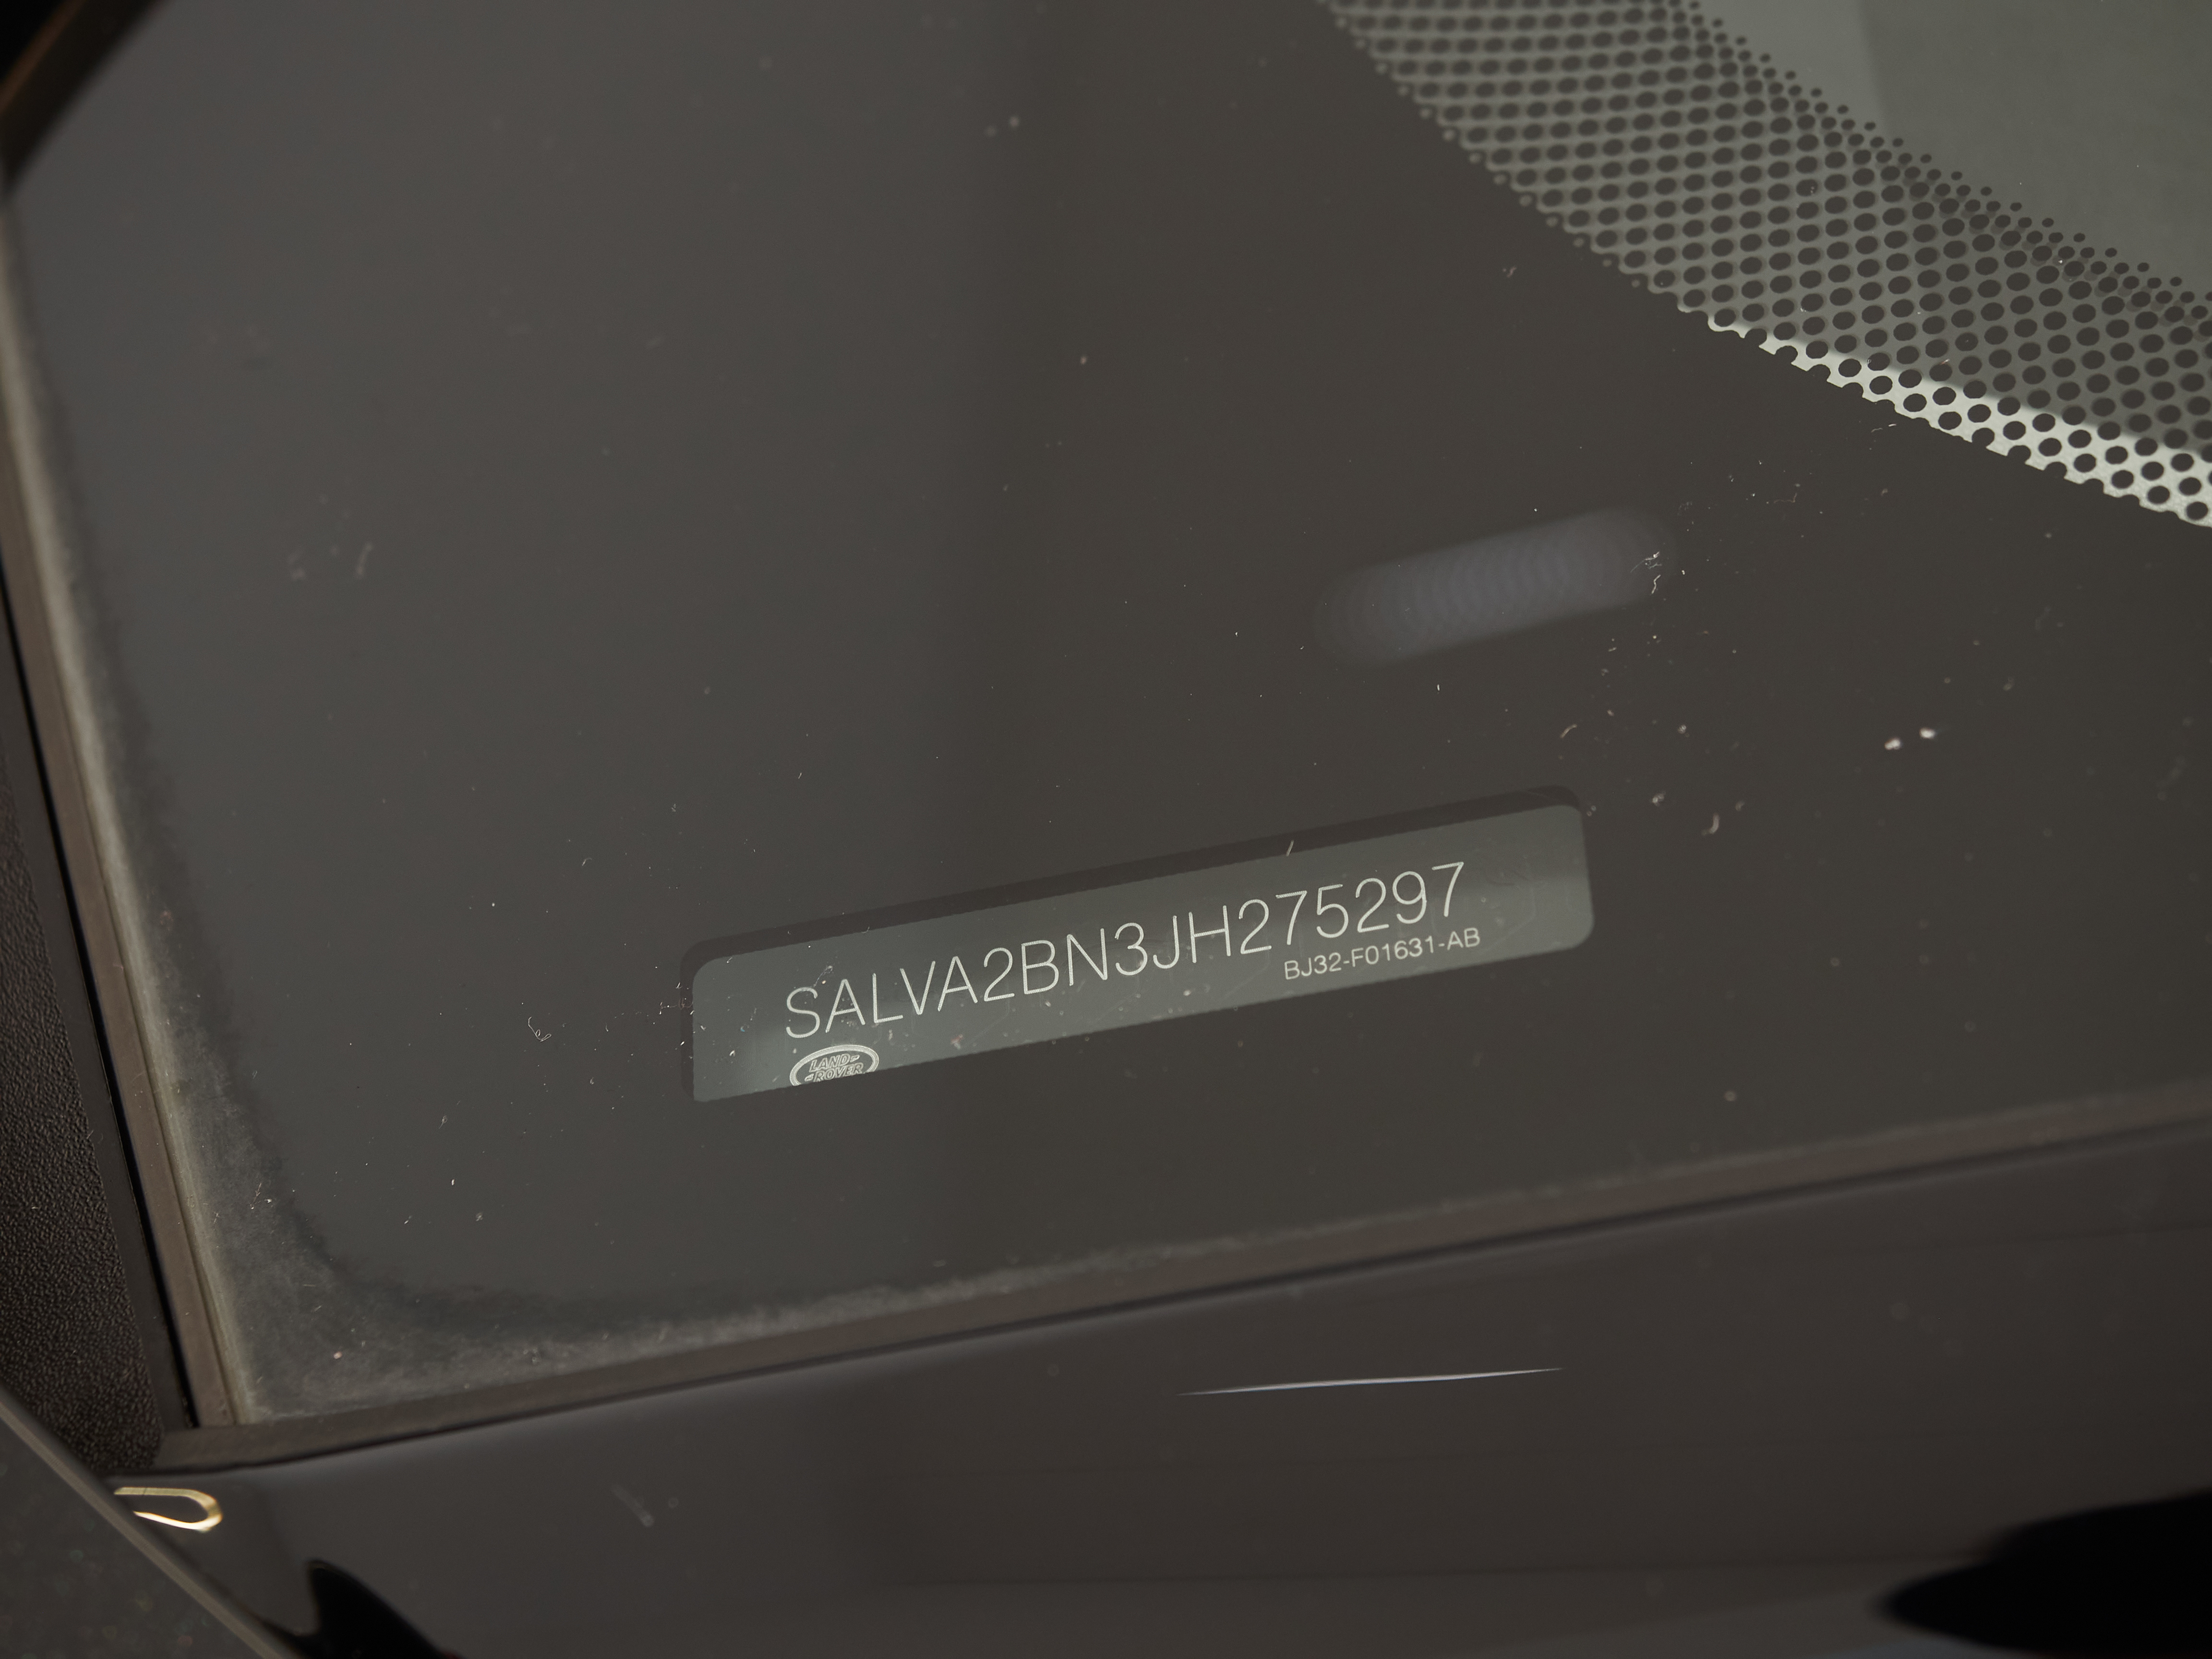 SALVA2BN3JH275297
BJ32-F01631-AB
LAND-
-ROVER